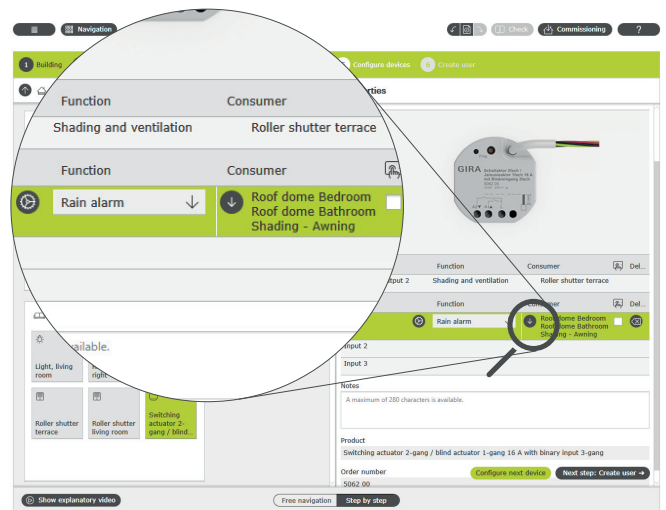 Navigation
Check
Commissioning
?
1 Building
Configure devices
4 Create user
Function Consumer
Shading and ventilation Roller shutter terrace
Function Consumer
Rain alarm
Roof dome Bedroom
Roof dome Bathroom
Shading - Awning
GIRA
5062 00
Function Consumer Del...
Shading and ventilation Roller shutter terrace
Function Consumer Del...
Rain alarm
Roof dome Bedroom
Roof dome Bathroom
Shading - Awning
Input 2
Input 3
Light, living
room
right
Roller shutter
terrace
Roller shutter
living room
Switching
actuator 2-
gang / blind...
Notes
A maximum of 280 characters is available.
Product
Switching actuator 2-gang / blind actuator 1-gang 16 A with binary input 3-gang
Order number
5062 00
Configure next device
Next step: Create user →
Show explanatory video
Free navigation
Step by step